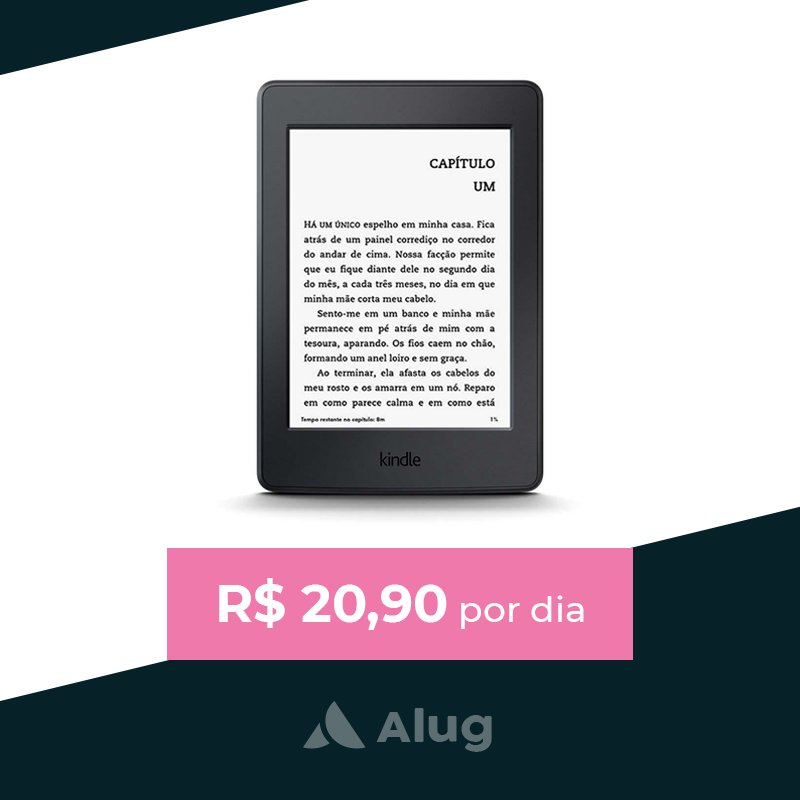 CAPÍTULO
UM
HÁ UM ÚNICO espelho em minha casa. Fica
atrás de um painel corrediço no corredor
do andar de cima. Nossa facção permite
que eu fique diante dele no segundo dia
do mês, a cada três meses, no dia em que
minha mãe corta meu cabelo.
Sento-me em um banco e minha mãe
permanece em pé atrás de mim com a
tesoura, aparando. Os fios caem no chão,
formando um anel loiro e sem graça.
Ao terminar, ela afasta os cabelos do
meu rosto e os amarra em um nó. Reparo
em como parece calma e em como está
Tempo restante no capítulo: 8m 1%
kindle
R$ 20,90 por dia
Alug